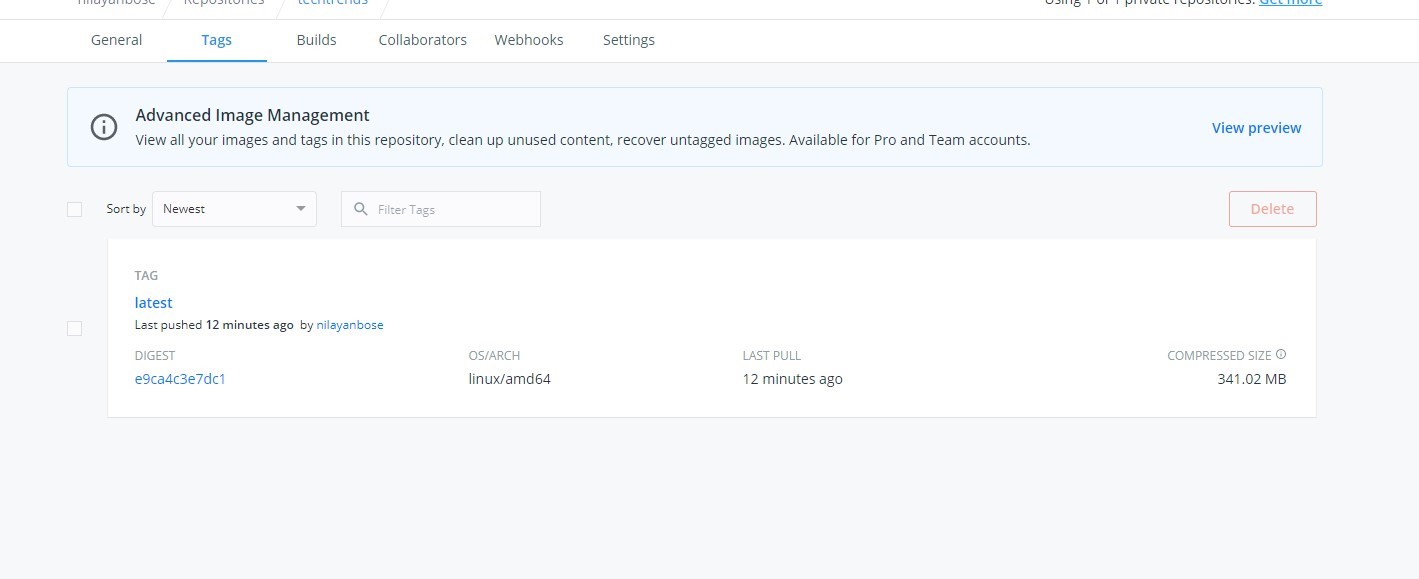 nilayanbose Repositories techtrends Using 1 of 1 private repositories. Get more
General Tags Builds Collaborators Webhooks Settings
Advanced Image Management
View all your images and tags in this repository, clean up unused content, recover untagged images. Available for Pro and Team accounts.
View preview
Sort by Newest Filter Tags Delete
TAG
latest
Last pushed 12 minutes ago by nilayanbose
DIGEST OS/ARCH LAST PULL COMPRESSED SIZE
e9ca4c3e7dc1 linux/amd64 12 minutes ago 341.02 MB